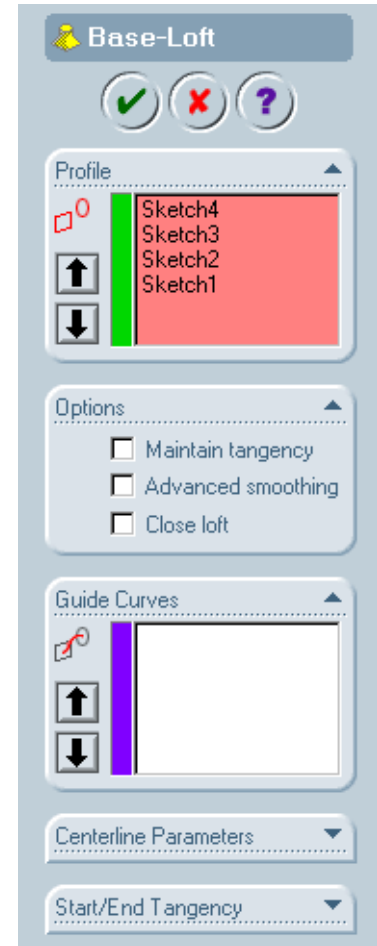 Base-Loft
?
Profile
Sketch4
Sketch3
Sketch2
Sketch1
Options
Maintain tangency
Advanced smoothing
Close loft
Guide Curves
Centerline Parameters
Start/End Tangency